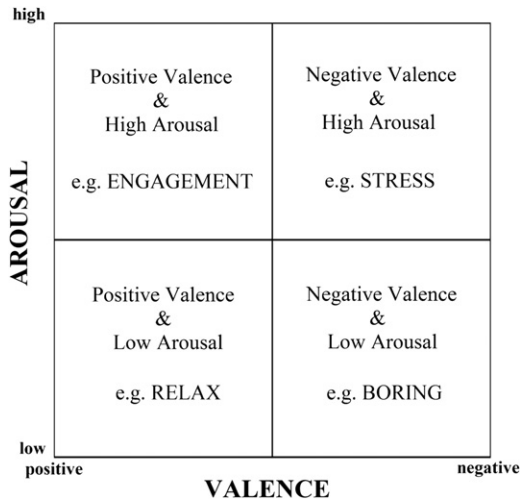 high
Positive Valence
&
High Arousal
e.g. ENGAGEMENT
Negative Valence
&
High Arousal
e.g. STRESS
AROUSAL
Positive Valence
&
Low Arousal
e.g. RELAX
Negative Valence
&
Low Arousal
e.g. BORING
low
positive
negative
VALENCE